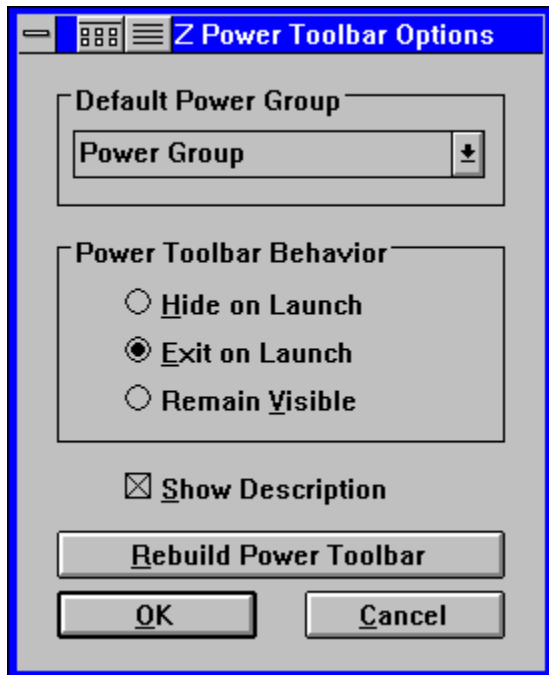 Z Power Toolbar Options
Default Power Group
Power Group
Power Toolbar Behavior
Hide on Launch
Exit on Launch
Remain Visible
Show Description
Rebuild Power Toolbar
OK
Cancel